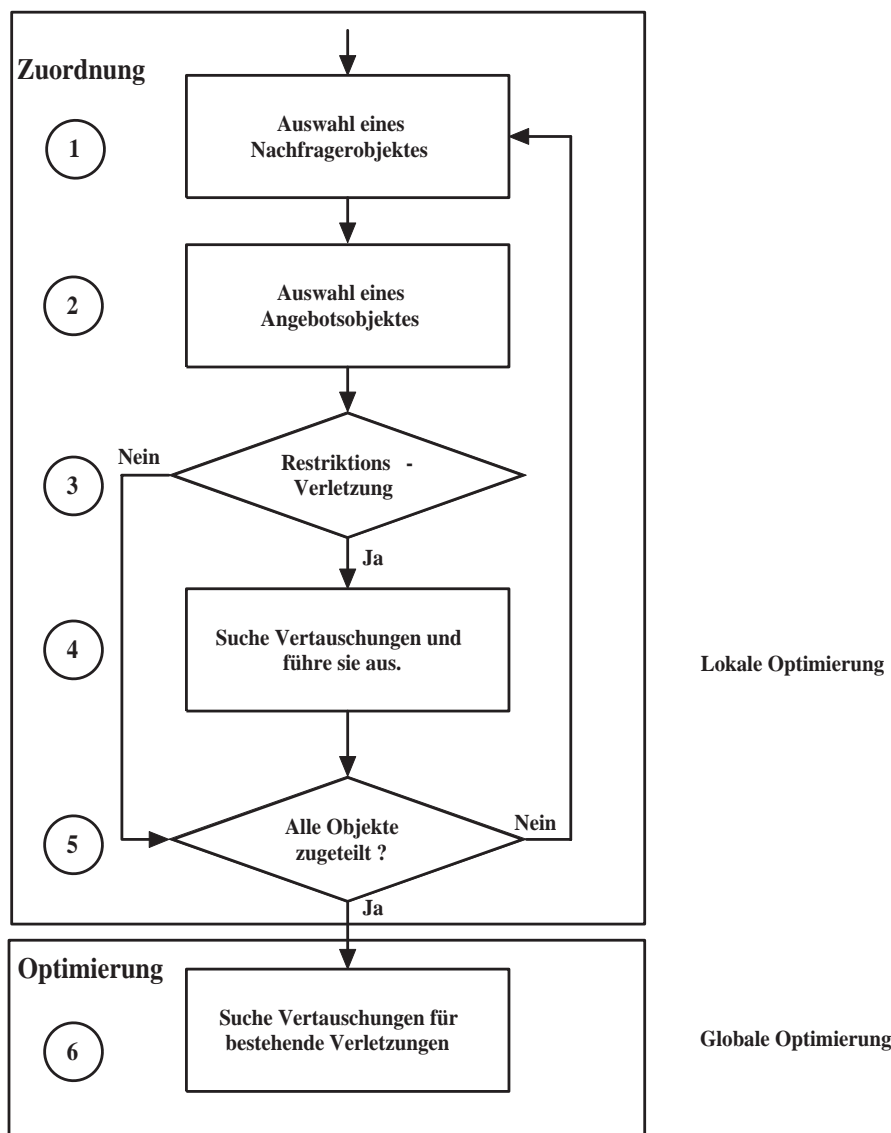 Zuordnung
1
Auswahl eines
Nachfragerobjektes
2
Auswahl eines
Angebotsobjektes
Nein
3
Restriktions -
Verletzung
Ja
4
Suche Vertauschungen und
führe sie aus.
Lokale Optimierung
5
Alle Objekte
zugeteilt ?
Nein
Ja
Optimierung
6
Suche Vertauschungen für
bestehende Verletzungen
Globale Optimierung